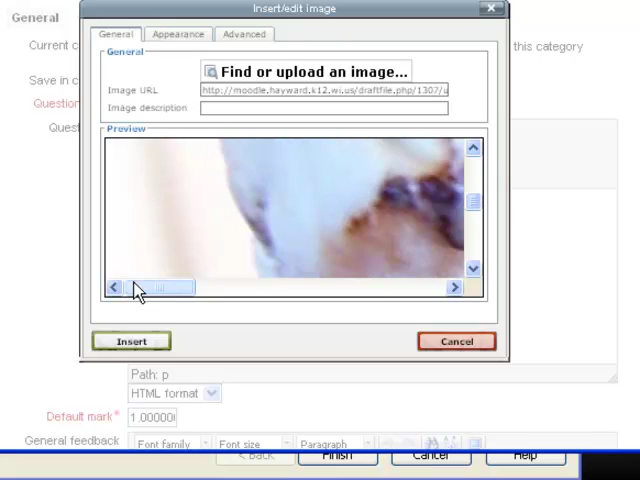 Insert/edit image
General
Current c
this category
General
Appearance
Advanced
General
Find or upload an image...
Save in c
Image URL
http://moodle.hayward.k12.wi.us/draftfile.php/1307/u
Question
Image description
Quest
Preview
Insert
Cancel
Path: p
HTML format
Default mark*
1.00000
General feedback
Font family
Font size
Paragraph
< Back
Finish
Cancel
Help